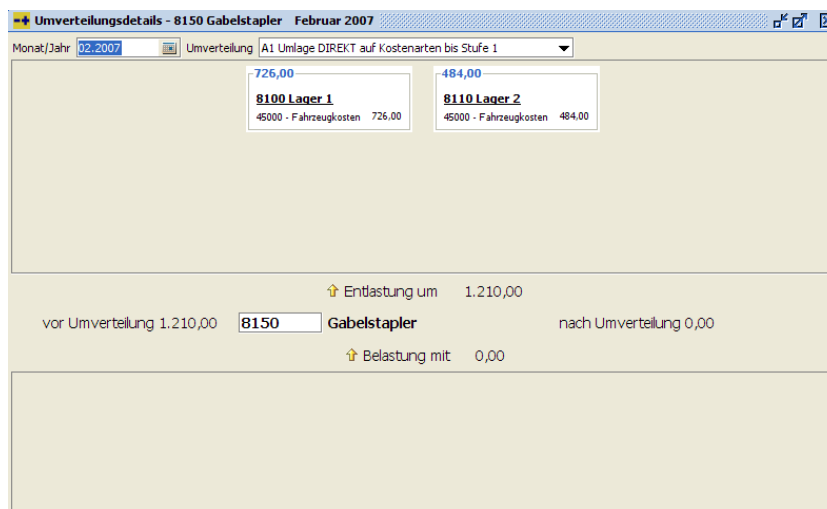 Umverteilungsdetails - 8150 Gabelstapler Februar 2007
Monat/Jahr 02.2007 Umverteilung A1 Umlage DIREKT auf Kostenarten bis Stufe 1
726,00 484,00
8100 Lager 1 8110 Lager 2
45000 - Fahrzeugkosten 726,00 45000 - Fahrzeugkosten 484,00
Entlastung um 1.210,00
vor Umverteilung 1.210,00 8150 Gabelstapler nach Umverteilung 0,00
Belastung mit 0,00